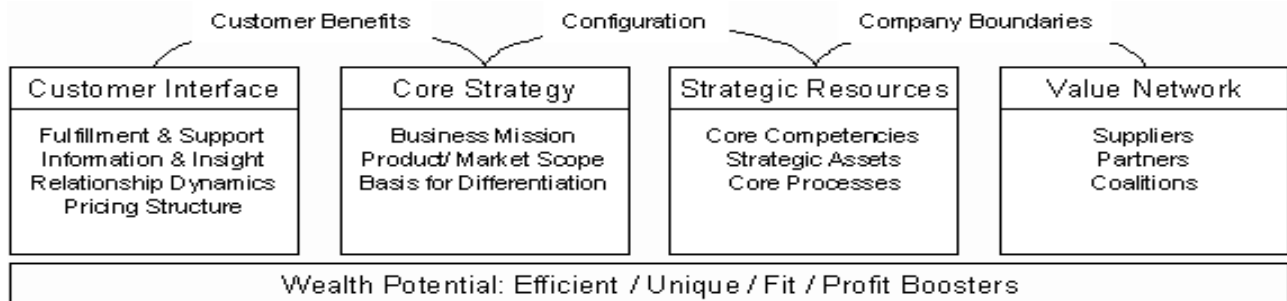 Customer Benefits
Configuration
Company Boundaries
Customer Interface
Fulfillment & Support
Information & Insight
Relationship Dynamics
Pricing Structure
Core Strategy
Business Mission
Product/ Market Scope
Basis for Differentiation
Strategic Resources
Core Competencies
Strategic Assets
Core Processes
Value Network
Suppliers
Partners
Coalitions
Wealth Potential: Efficient / Unique / Fit / Profit Boosters